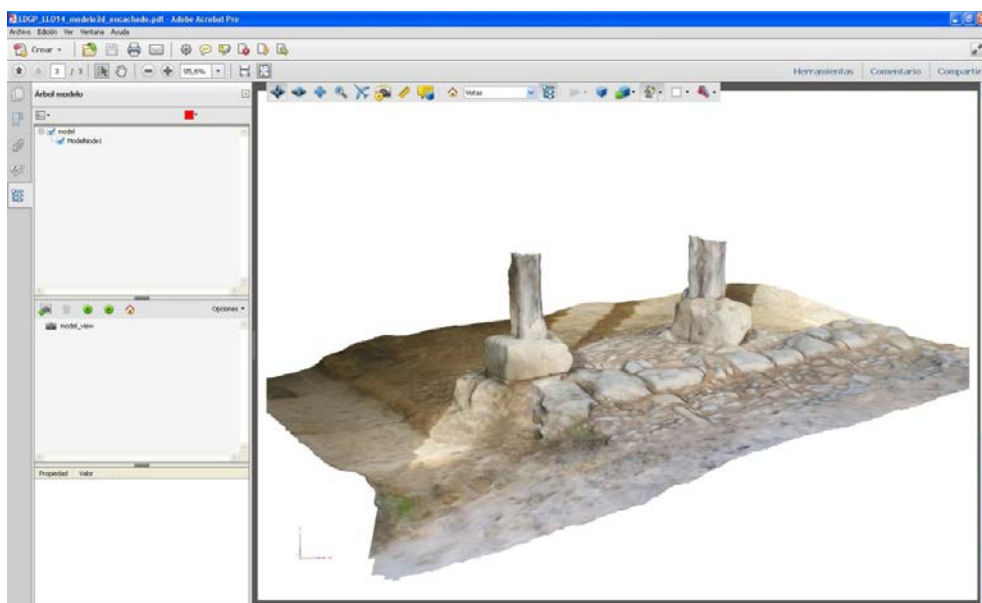 LDGP_LLO14_modelo3d_encachado.pdf - Adobe Acrobat Pro
Archivo Edición Ver Ventana Ayuda
Crear
3 / 3 95,6% Herramientas Comentario Compartir
Árbol modelo
Vistas
model
ModelNode1
Opciones
model_view
Propiedad Valor